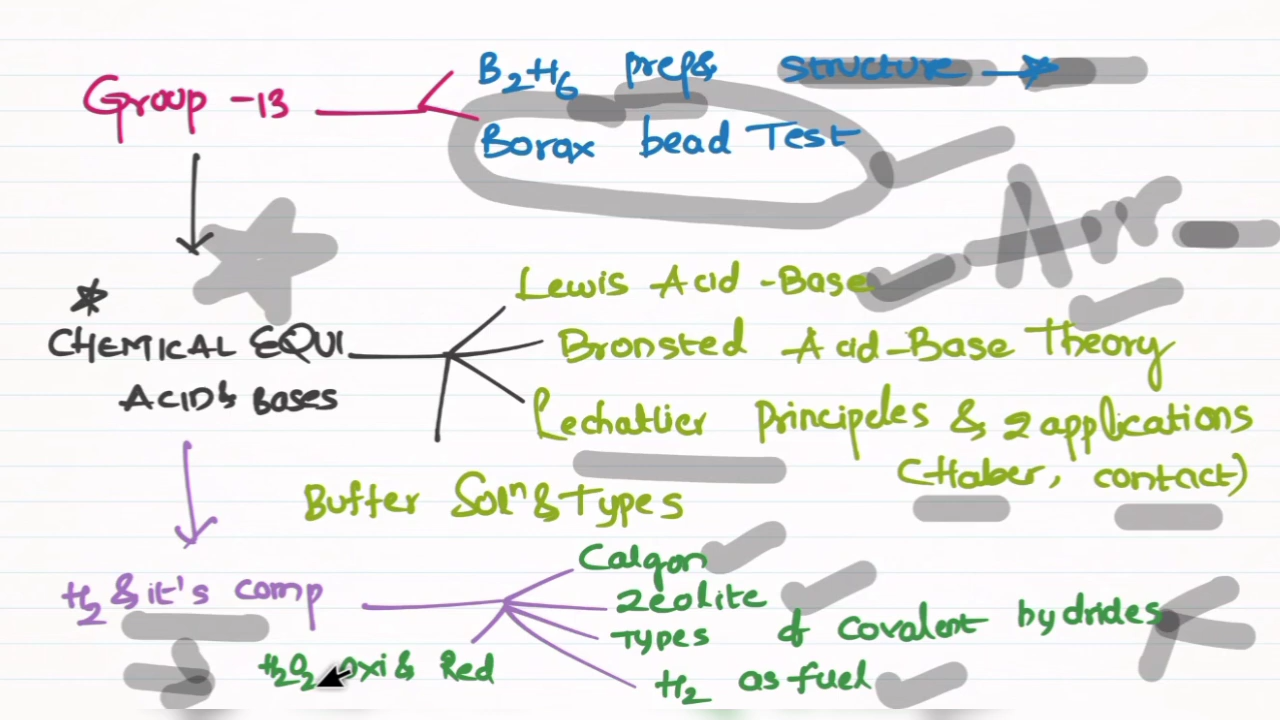 Group -13
B2H6 prep& structure
Borax bead Test
CHEMICAL EQUI
ACID& BASES
Lewis Acid -Base
Bronsted Acid-Base Theory
Lechatlier Principeles & 2 applications
(Haber, contact)
Buffer Solⁿ & Types
H2 & it's comp
Calgon
Zeolite
Types of covalent hydrides
H2 as fuel
H2O2 oxi & Red